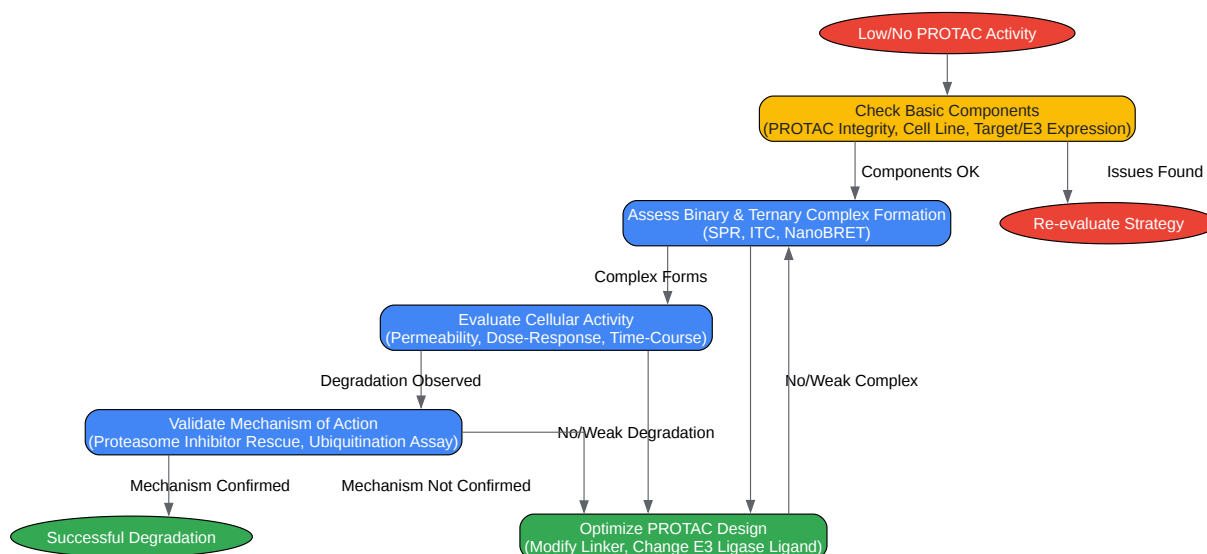 Low/No PROTAC Activity
Check Basic Components
(PROTAC Integrity, Cell Line, Target/E3 Expression)
Components OK
Issues Found
Assess Binary & Ternary Complex Formation
(SPR, ITC, NanoBRET)
Re-evaluate Strategy
Complex Forms
Evaluate Cellular Activity
(Permeability, Dose-Response, Time-Course)
Degradation Observed
No/Weak Complex
Validate Mechanism of Action
(Proteasome Inhibitor Rescue, Ubiquitination Assay)
No/Weak Degradation
Mechanism Confirmed
Mechanism Not Confirmed
Successful Degradation
Optimize PROTAC Design
(Modify Linker, Change E3 Ligase Ligand)